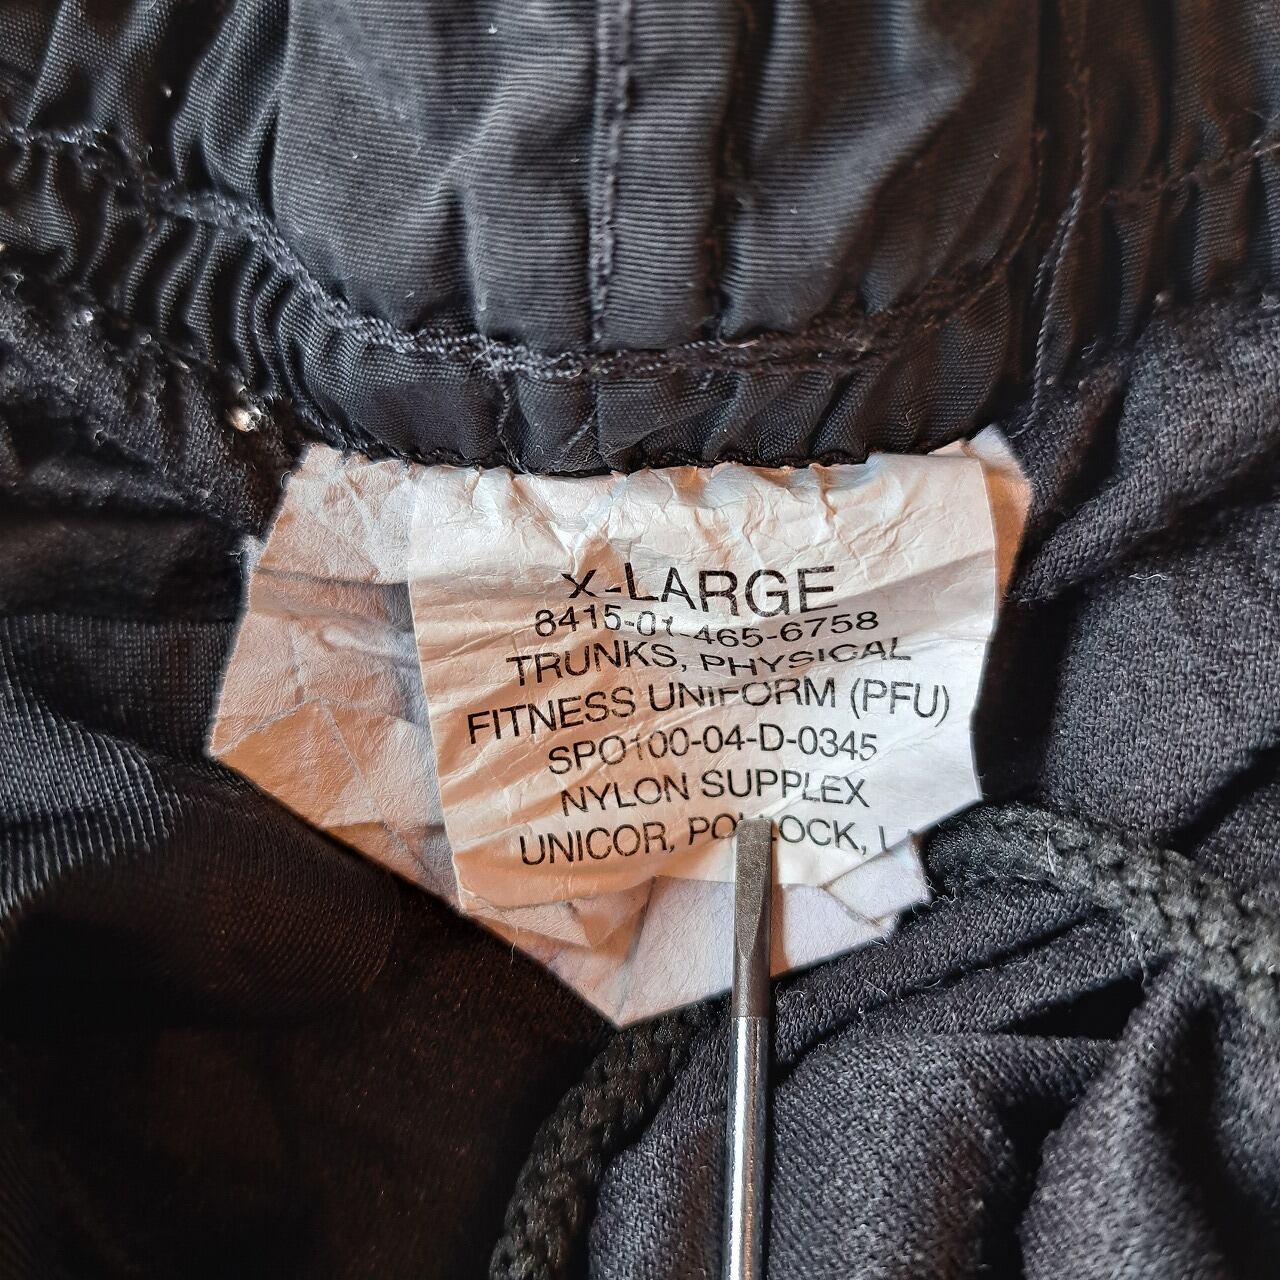 X-LARGE
8415-01-465-6758
TRUNKS, PHYSICAL
FITNESS UNIFORM (PFU)
SPO100-04-D-0345
NYLON SUPPLEX
UNICOR, POLLOCK,